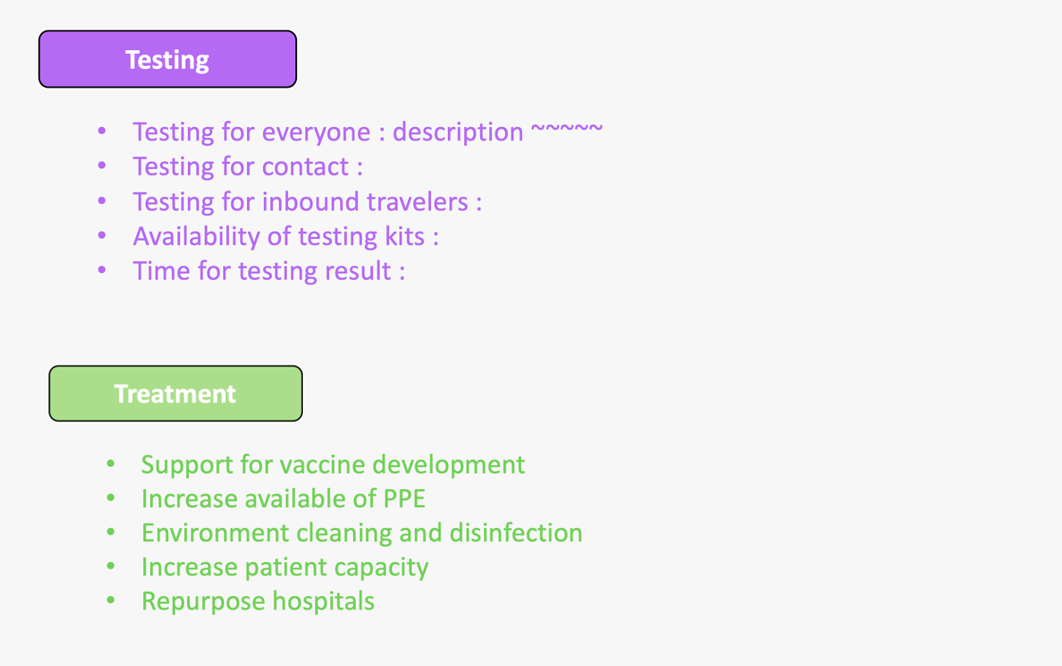 Testing
• Testing for everyone : description ~~~~~
• Testing for contact :
• Testing for inbound travelers :
• Availability of testing kits :
• Time for testing result :
Treatment
• Support for vaccine development
• Increase available of PPE
• Environment cleaning and disinfection
• Increase patient capacity
• Repurpose hospitals